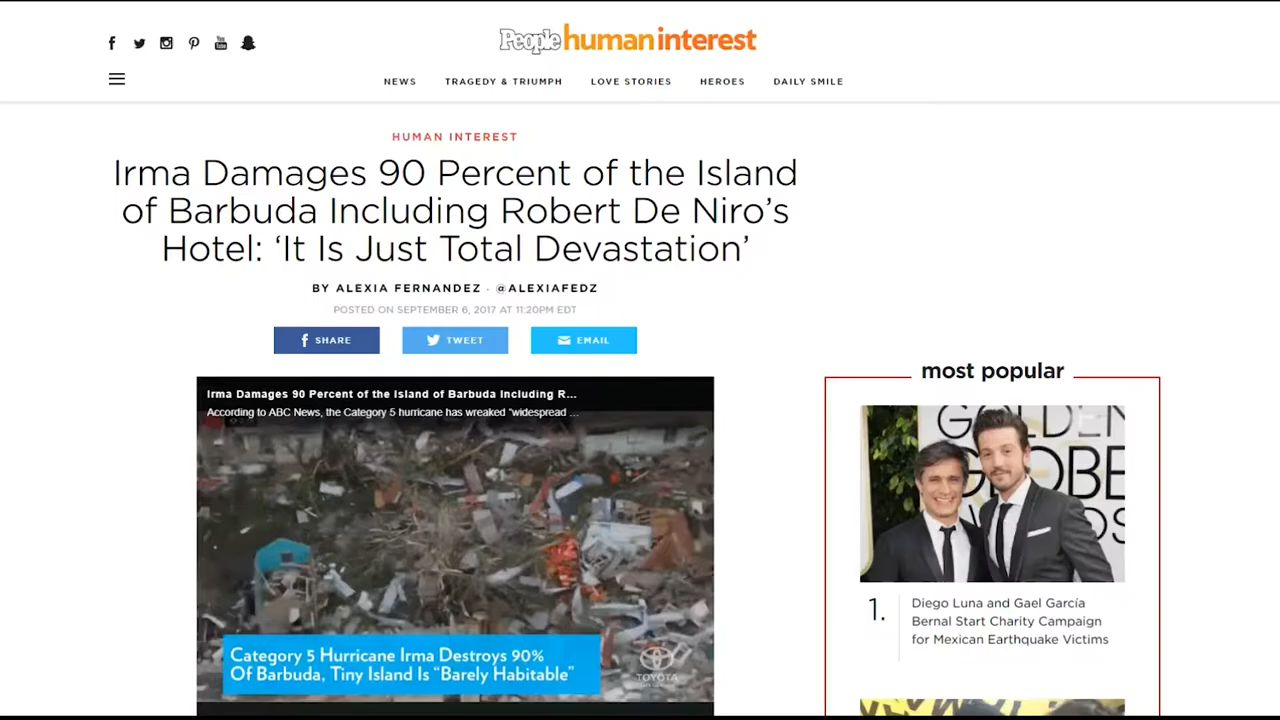 People human interest
NEWS TRAGEDY & TRIUMPH LOVE STORIES HEROES DAILY SMILE
HUMAN INTEREST
Irma Damages 90 Percent of the Island
of Barbuda Including Robert De Niro’s
Hotel: ‘It Is Just Total Devastation’
BY ALEXIA FERNANDEZ · @ALEXIAFEDZ
POSTED ON SEPTEMBER 6, 2017 AT 11:20PM EDT
SHARE TWEET EMAIL
Irma Damages 90 Percent of the Island of Barbuda Including R...
According to ABC News, the Category 5 hurricane has wreaked "widespread ...
Category 5 Hurricane Irma Destroys 90%
Of Barbuda, Tiny Island Is “Barely Habitable”
TOYOTA
most popular
GOLDEN
GLOBE
1.
Diego Luna and Gael García
Bernal Start Charity Campaign
for Mexican Earthquake Victims